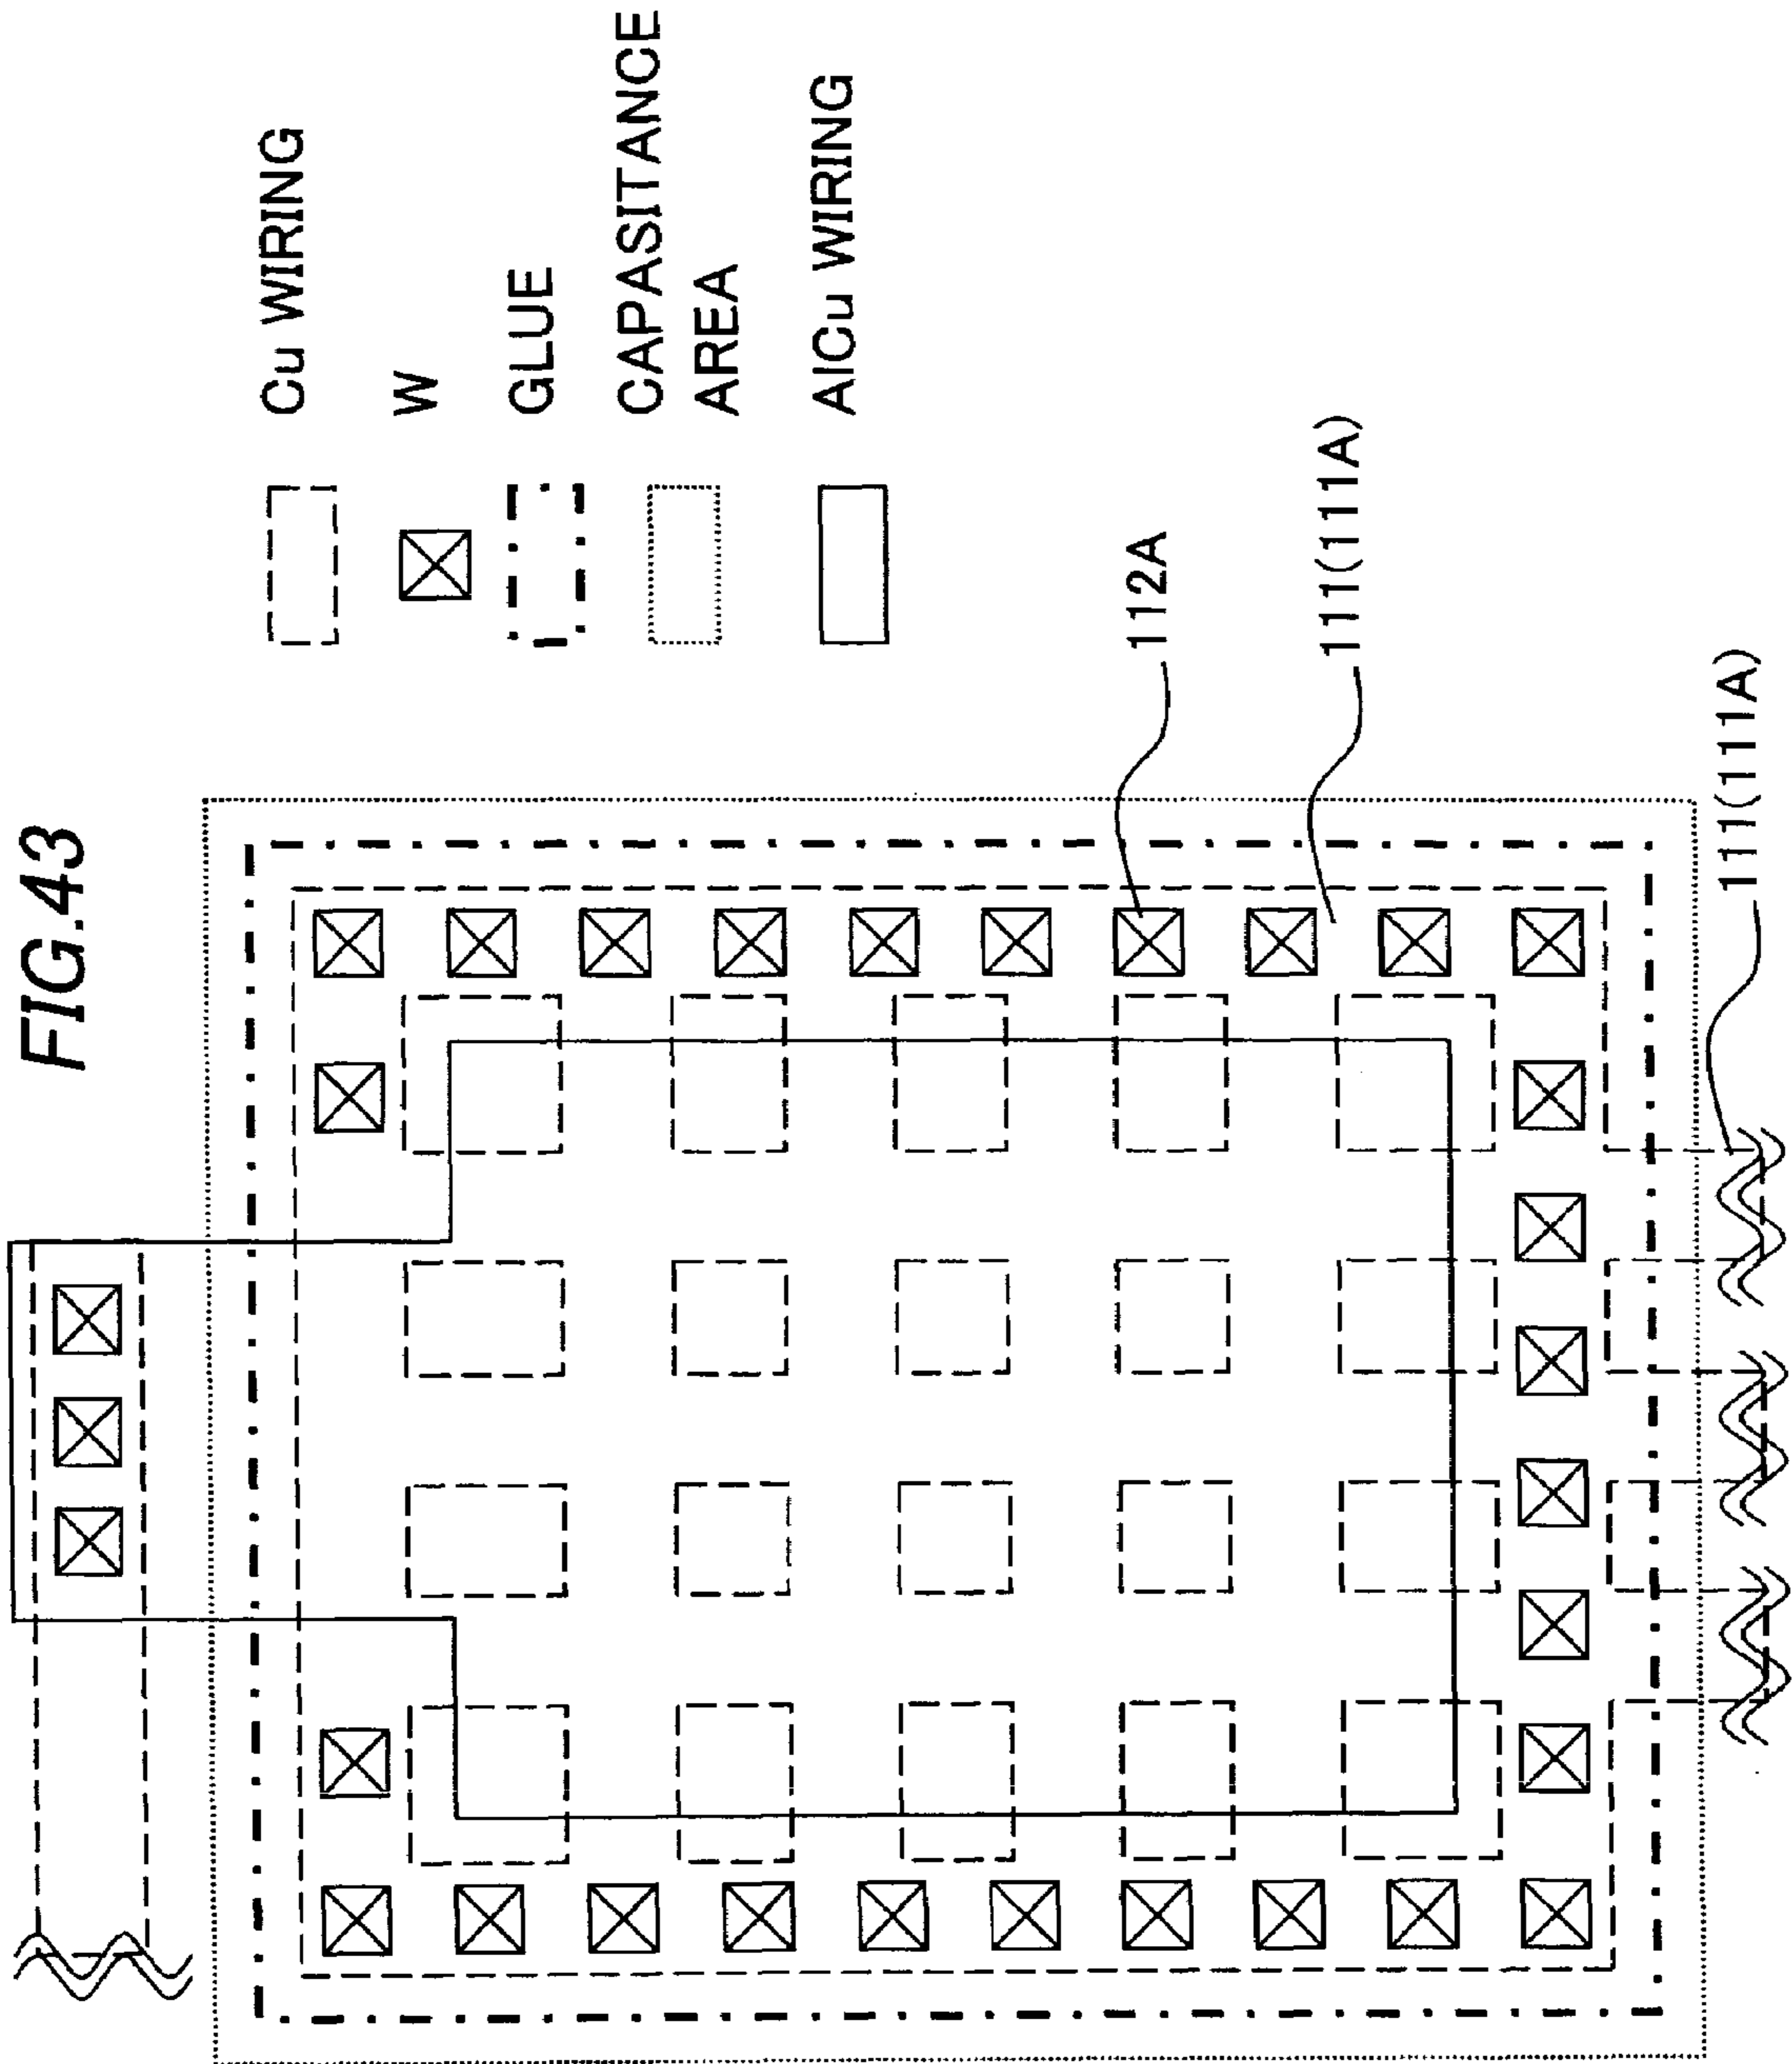 FIG.43
Cu WIRING
W
GLUE
CAPASITANCE
AREA
AlCu WIRING
112A
111(111A)
111(111A)